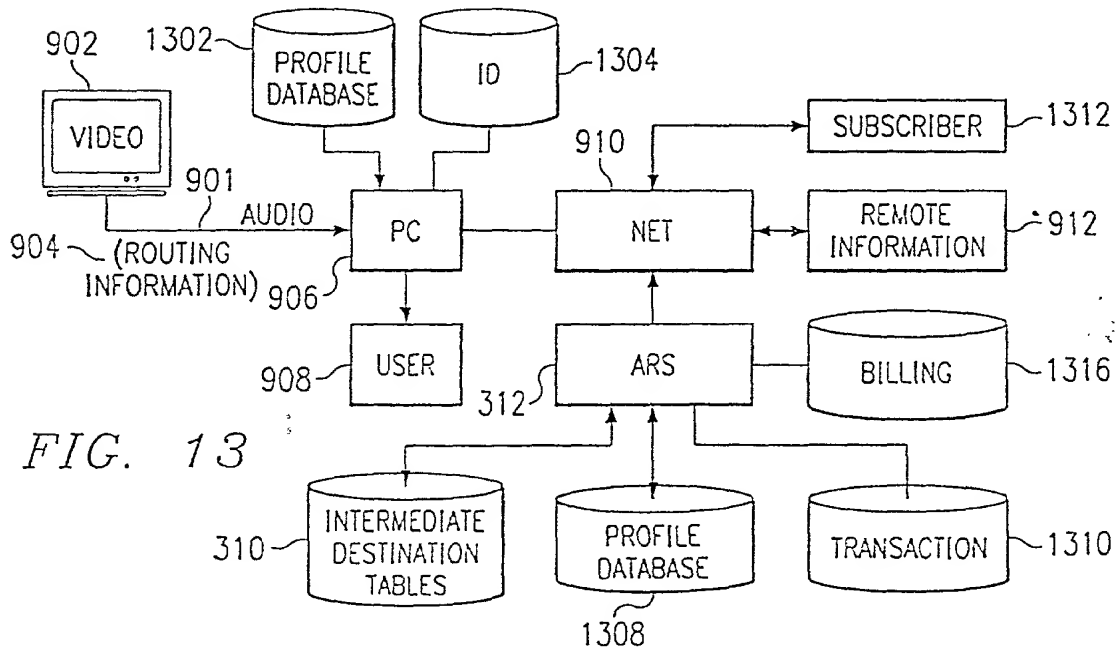 902
1302
PROFILE
DATABASE
ID
1304
VIDEO
901
AUDIO
904
(ROUTING
INFORMATION)
906
PC
910
NET
SUBSCRIBER
1312
REMOTE
INFORMATION
912
908
USER
312
ARS
BILLING
1316
FIG. 13
310
INTERMEDIATE
DESTINATION
TABLES
PROFILE
DATABASE
1308
TRANSACTION
1310